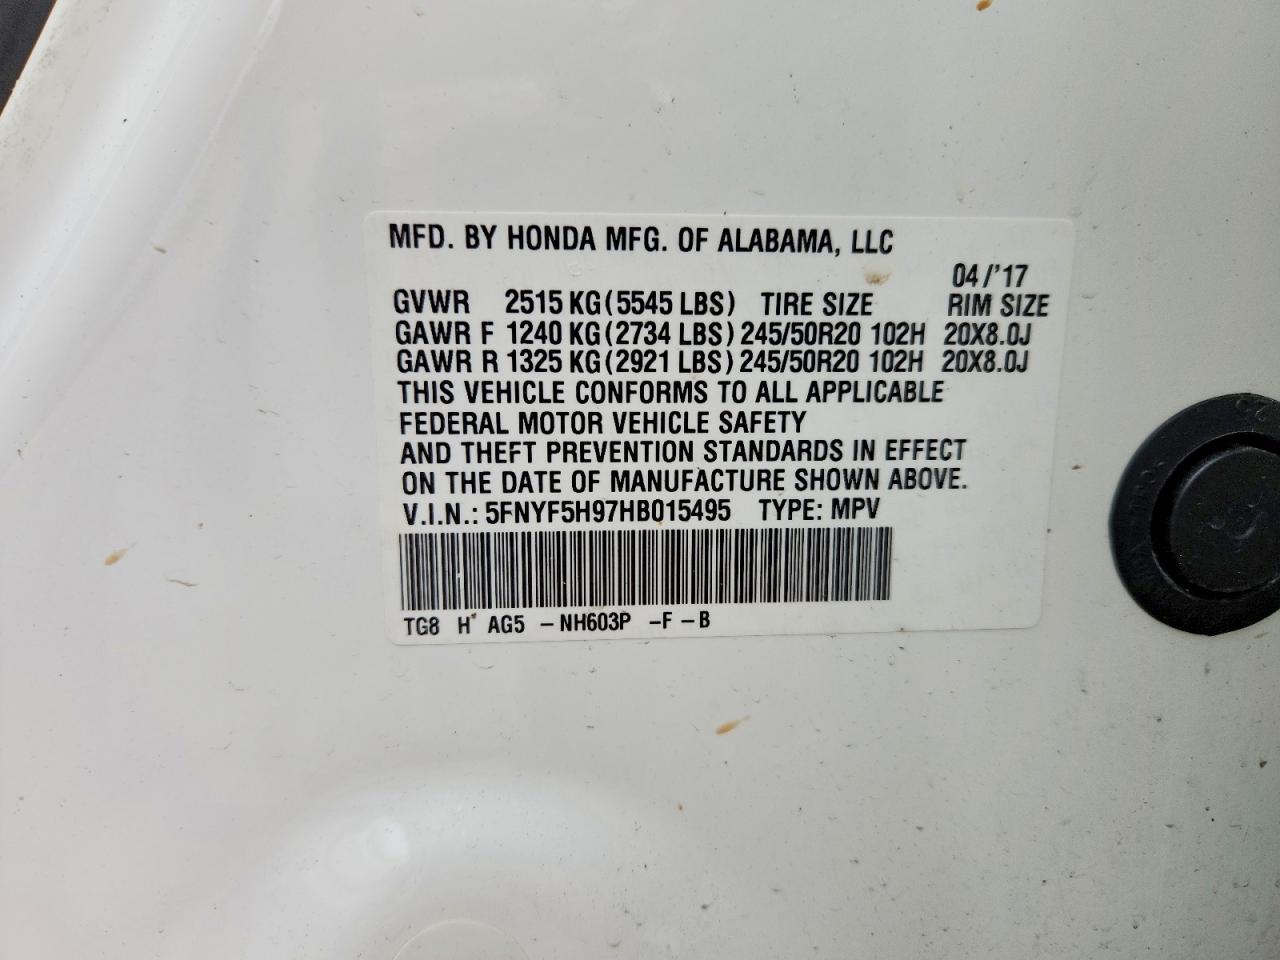 MFD. BY HONDA MFG. OF ALABAMA, LLC
04/'17
GVWR 2515 KG (5545 LBS) TIRE SIZE RIM SIZE
GAWR F 1240 KG (2734 LBS) 245/50R20 102H 20X8.0J
GAWR R 1325 KG (2921 LBS) 245/50R20 102H 20X8.0J
THIS VEHICLE CONFORMS TO ALL APPLICABLE
FEDERAL MOTOR VEHICLE SAFETY
AND THEFT PREVENTION STANDARDS IN EFFECT
ON THE DATE OF MANUFACTURE SHOWN ABOVE.
V.I.N.: 5FNYF5H97HB015495 TYPE: MPV
TG8 H* AG5 – NH603P –F – B